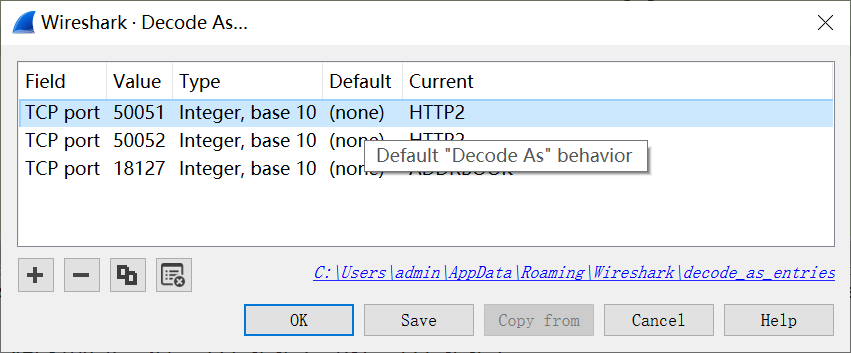 Wireshark · Decode As...
Field Value Type Default Current
TCP port 50051 Integer, base 10 (none) HTTP2
TCP port 50052 Integer, base 10 (none) HTTP2
Default "Decode As" behavior
TCP port 18127 Integer, base 10 (none) ADDRBOOK
C:\Users\admin\AppData\Roaming\Wireshark\decode_as_entries
OK Save Copy from Cancel Help